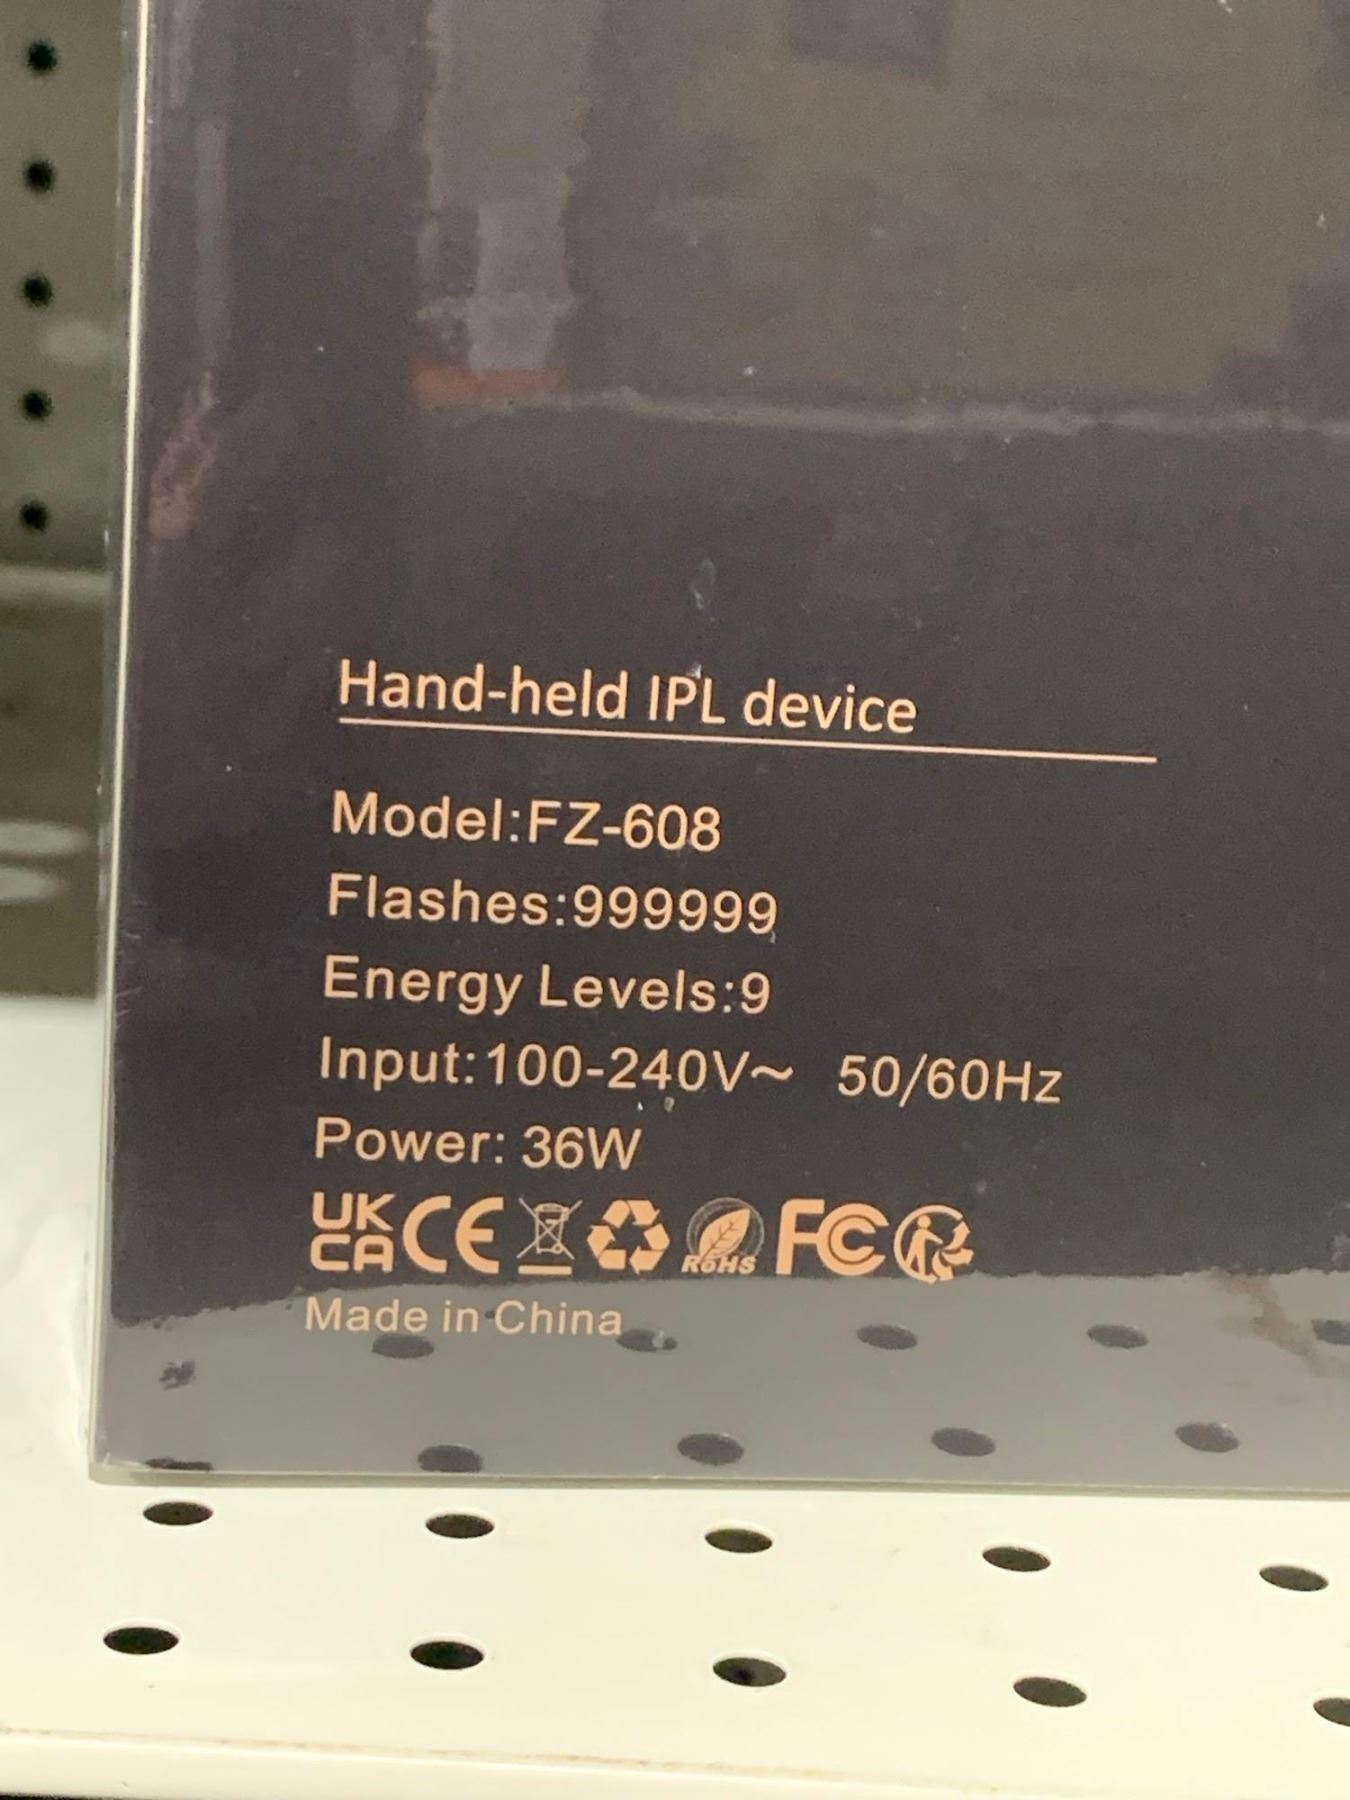 Hand-held IPL device
Model:FZ-608
Flashes:999999
Energy Levels:9
Input:100-240V~ 50/60Hz
Power: 36W
UK
CA CE RoHS FC
Made in China